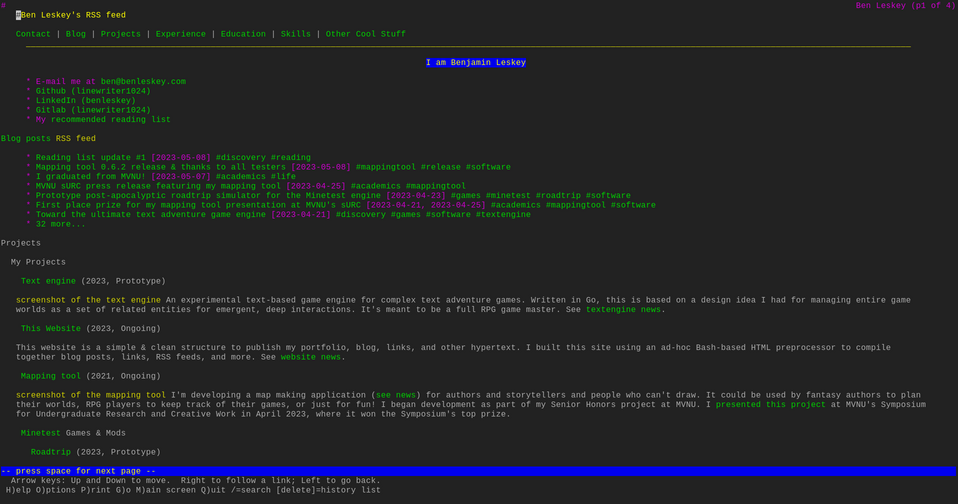 #
Ben Leskey (p1 of 4)
#Ben Leskey's RSS feed
Contact | Blog | Projects | Experience | Education | Skills | Other Cool Stuff
I am Benjamin Leskey
* E-mail me at ben@benleskey.com
* Github (linewriter1024)
* LinkedIn (benleskey)
* Gitlab (linewriter1024)
* My recommended reading list
Blog posts RSS feed
* Reading list update #1 [2023-05-08] #discovery #reading
* Mapping tool 0.6.2 release & thanks to all testers [2023-05-08] #mappingtool #release #software
* I graduated from MVNU! [2023-05-07] #academics #life
* MVNU sURC press release featuring my mapping tool [2023-04-25] #academics #mappingtool
* Prototype post-apocalyptic roadtrip simulator for the Minetest engine [2023-04-23] #games #minetest #roadtrip #software
* First place prize for my mapping tool presentation at MVNU's sURC [2023-04-21, 2023-04-25] #academics #mappingtool #software
* Toward the ultimate text adventure game engine [2023-04-21] #discovery #games #software #textengine
* 32 more...
Projects
My Projects
Text engine (2023, Prototype)
screenshot of the text engine An experimental text-based game engine for complex text adventure games. Written in Go, this is based on a design idea I had for managing entire game
worlds as a set of related entities for emergent, deep interactions. It's meant to be a full RPG game master. See textengine news.
This Website (2023, Ongoing)
This website is a simple & clean structure to publish my portfolio, blog, links, and other hypertext. I built this site using an ad-hoc Bash-based HTML preprocessor to compile
together blog posts, links, RSS feeds, and more. See website news.
Mapping tool (2021, Ongoing)
screenshot of the mapping tool I'm developing a map making application (see news) for authors and storytellers and people who can't draw. It could be used by fantasy authors to plan
their worlds, RPG players to keep track of their games, or just for fun! I began development as part of my Senior Honors project at MVNU. I presented this project at MVNU's Symposium
for Undergraduate Research and Creative Work in April 2023, where it won the Symposium's top prize.
Minetest Games & Mods
Roadtrip (2023, Prototype)
-- press space for next page --
Arrow keys: Up and Down to move.  Right to follow a link; Left to go back.
H)elp O)ptions P)rint G)o M)ain screen Q)uit /=search [delete]=history list